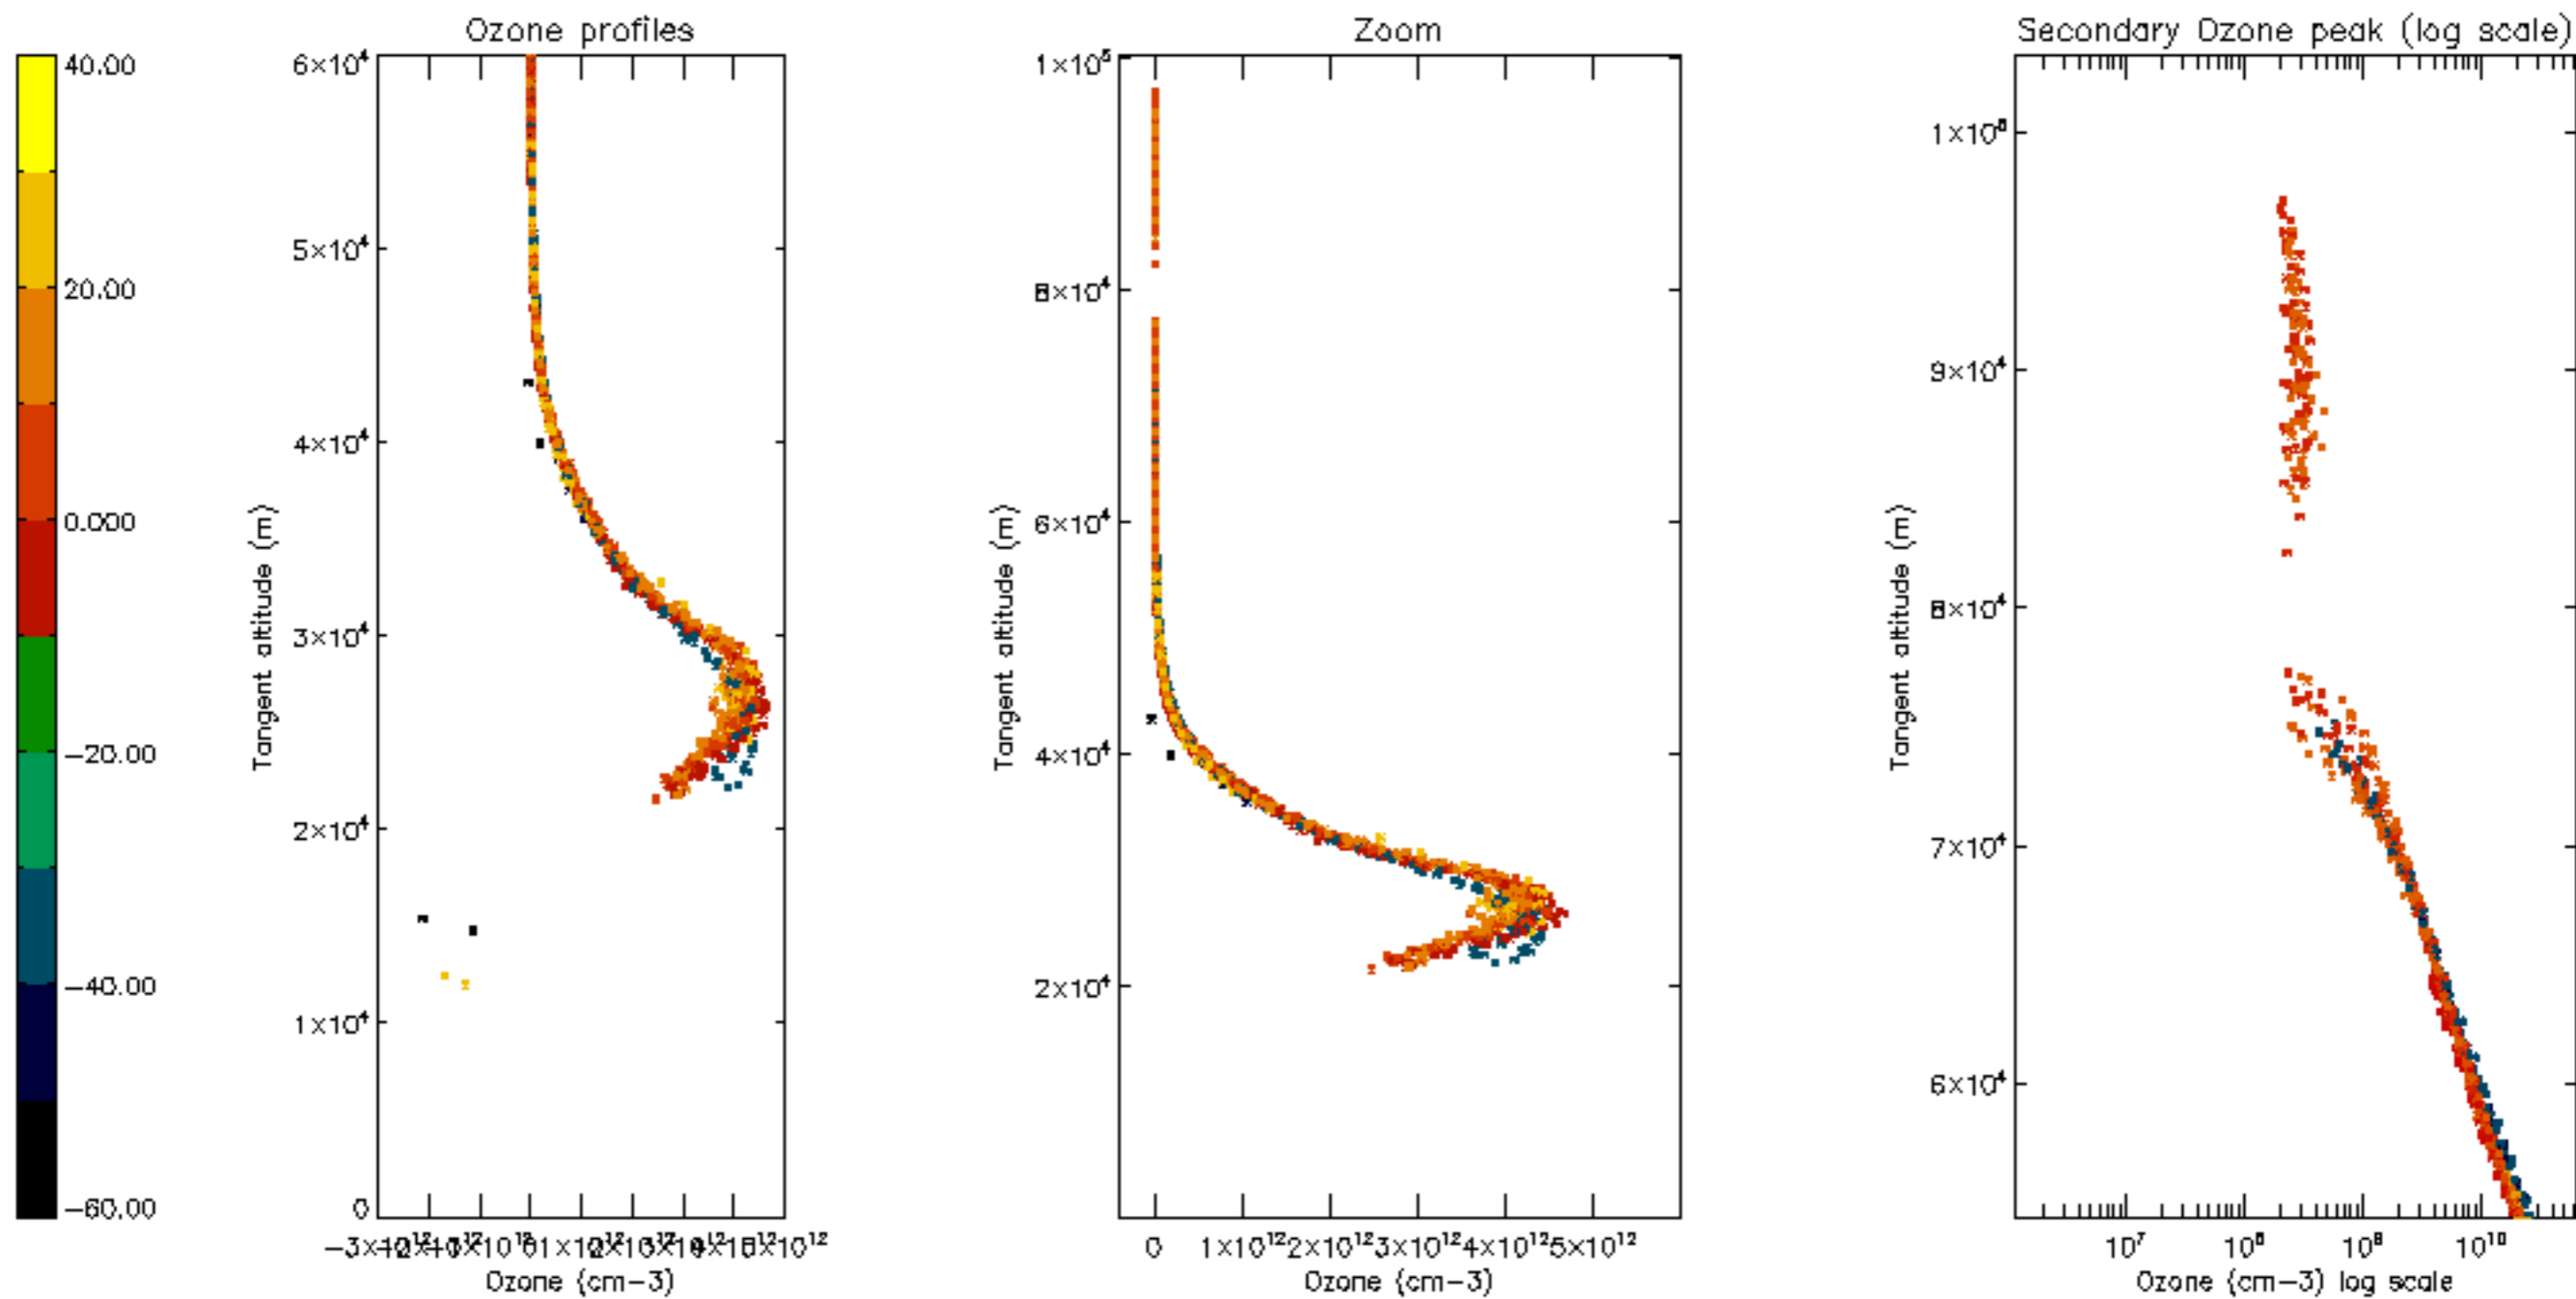 Ozone profiles
Zoom
Secondary Ozone peak (log scale)
40.00
20.00
0.000
−20.00
−40.00
−60.00
6×10⁴
5×10⁴
4×10⁴
3×10⁴
2×10⁴
1×10⁴
0
Tangent altitude (m)
Ozone (cm−3)
1×10⁵
8×10⁴
6×10⁴
4×10⁴
2×10⁴
Tangent altitude (m)
0 1×10¹² 2×10¹² 3×10¹² 4×10¹² 5×10¹²
Ozone (cm−3)
9×10⁴
8×10⁴
7×10⁴
6×10⁴
Tangent altitude (m)
10⁷ 10⁸ 10⁹ 10¹⁰
Ozone (cm−3) log scale